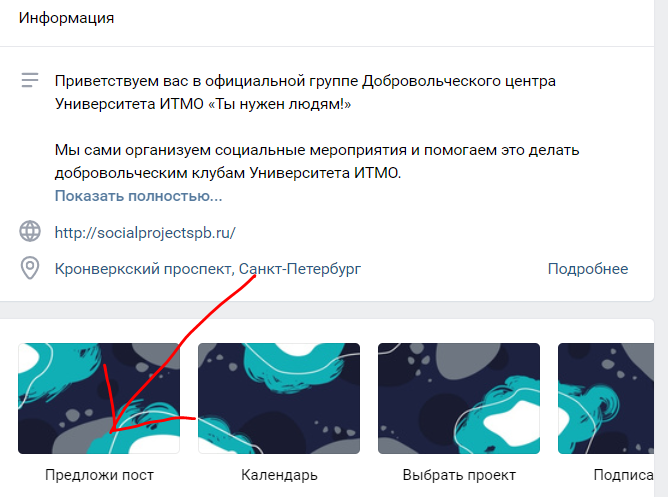 Информация
Приветствуем вас в официальной группе Добровольческого центра
Университета ИТМО «Ты нужен людям!»
Мы сами организуем социальные мероприятия и помогаем это делать
добровольческим клубам Университета ИТМО.
Показать полностью...
http://socialprojectspb.ru/
Кронверкский проспект, Санкт-Петербург Подробнее
Предложи пост Календарь Выбрать проект Подписа